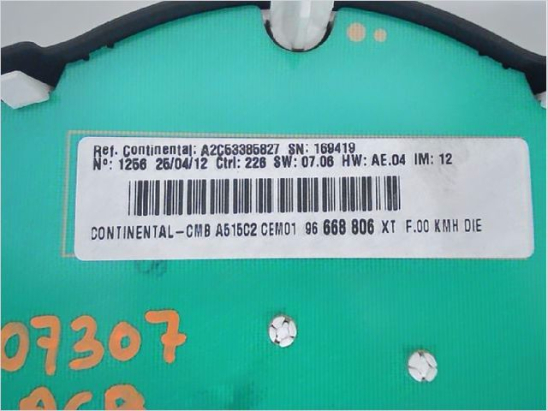 Ref. Continental: A2C53385827 SN: 169419
Nº: 1256 25/04/12 Ctrl: 226 SW: 07.06 HW: AE.04 IM: 12
CONTINENTAL-CMB A515C2 CEM01 96 668 806 XT F.00 KMH DIE
07307